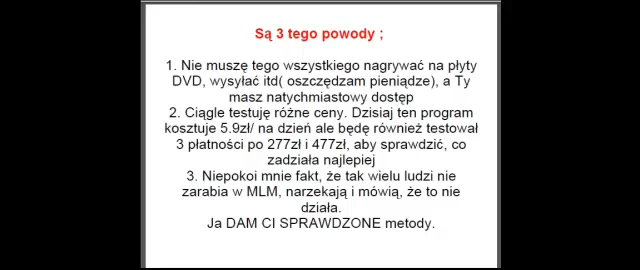 Są 3 tego powody ;
1. Nie muszę tego wszystkiego nagrywać na płyty
DVD, wysyłać itd( oszczędzam pieniądze), a Ty
masz natychmiastowy dostęp
2. Ciągle testuję różne ceny. Dzisiaj ten program
kosztuje 5.9zł/ na dzień ale będę również testował
3 płatności po 277zł i 477zł, aby sprawdzić, co
zadziała najlepiej
3. Niepokoi mnie fakt, że tak wielu ludzi nie
zarabia w MLM, narzekają i mówią, że to nie
działa.
Ja DAM CI SPRAWDZONE metody.